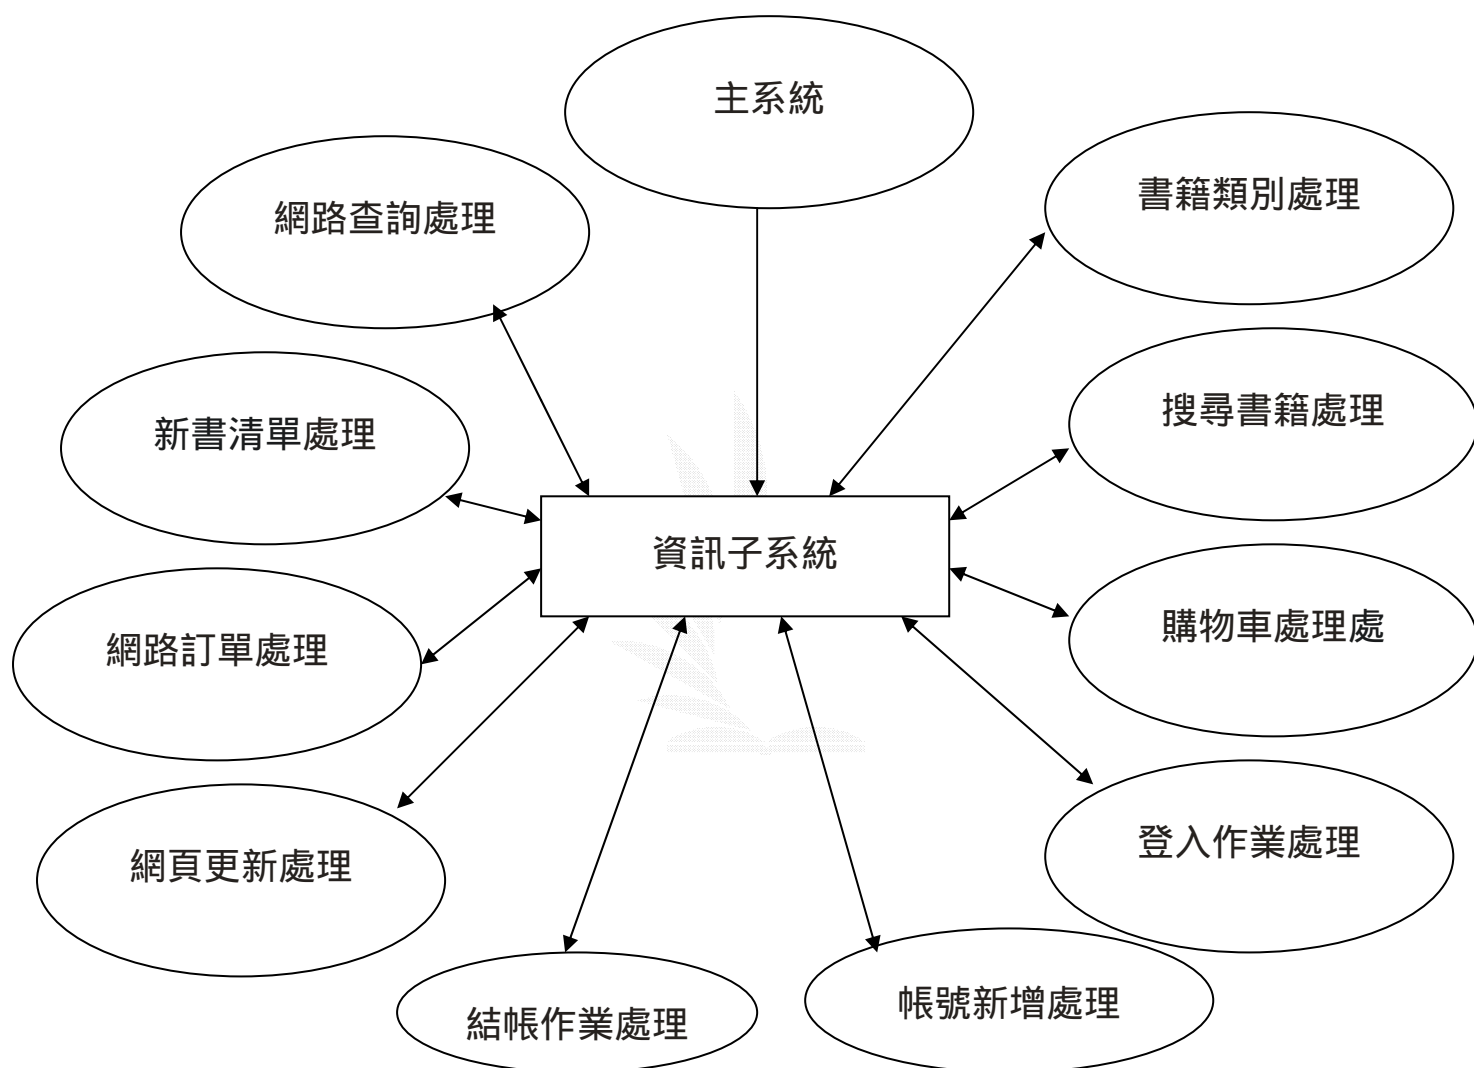 主系統
網路查詢處理
書籍類別處理
新書清單處理
搜尋書籍處理
資訊子系統
網路訂單處理
購物車處理處
網頁更新處理
登入作業處理
結帳作業處理
帳號新增處理